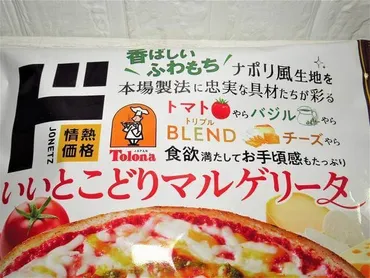 香ばしい
ふわもち
ナポリ風生地を
本場製法に忠実な具材たちが彩る
トマトやらバジルやら
トリプル
BLEND チーズやら
食欲満たしてお手頃感もたっぷり
ド
JONETZ
情熱
価格
JAPAN
Tolona
いいとこどりマルゲリータ